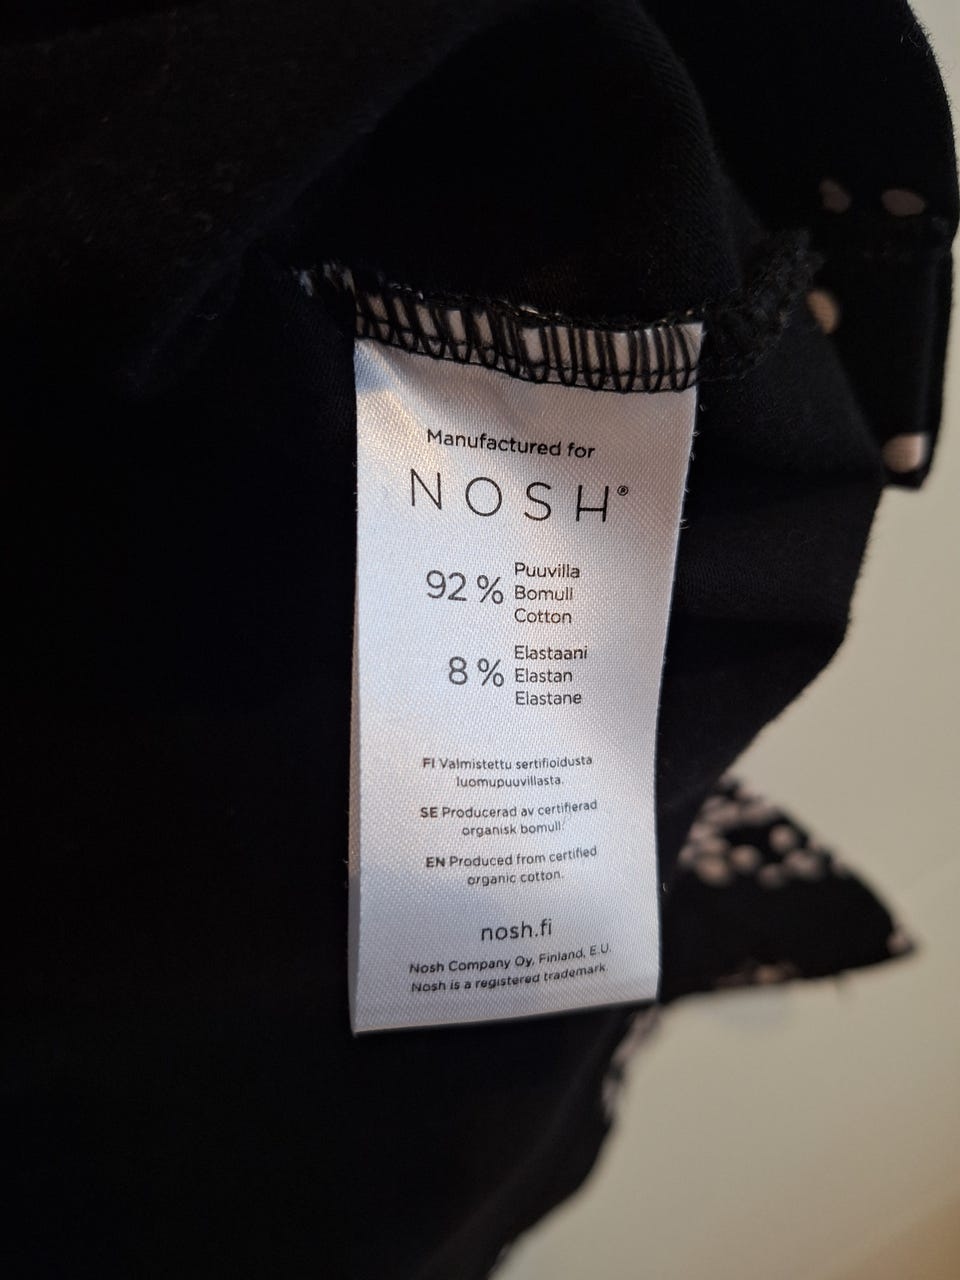 Manufactured for
NOSH®
92 % Puuvilla
Bomull
Cotton
8 % Elastaani
Elastan
Elastane
FI Valmistettu sertifioidusta
luomupuuvillasta.
SE Producerad av certifierad
organisk bomull.
EN Produced from certified
organic cotton.
nosh.fi
Nosh Company Oy, Finland, E.U.
Nosh is a registered trademark